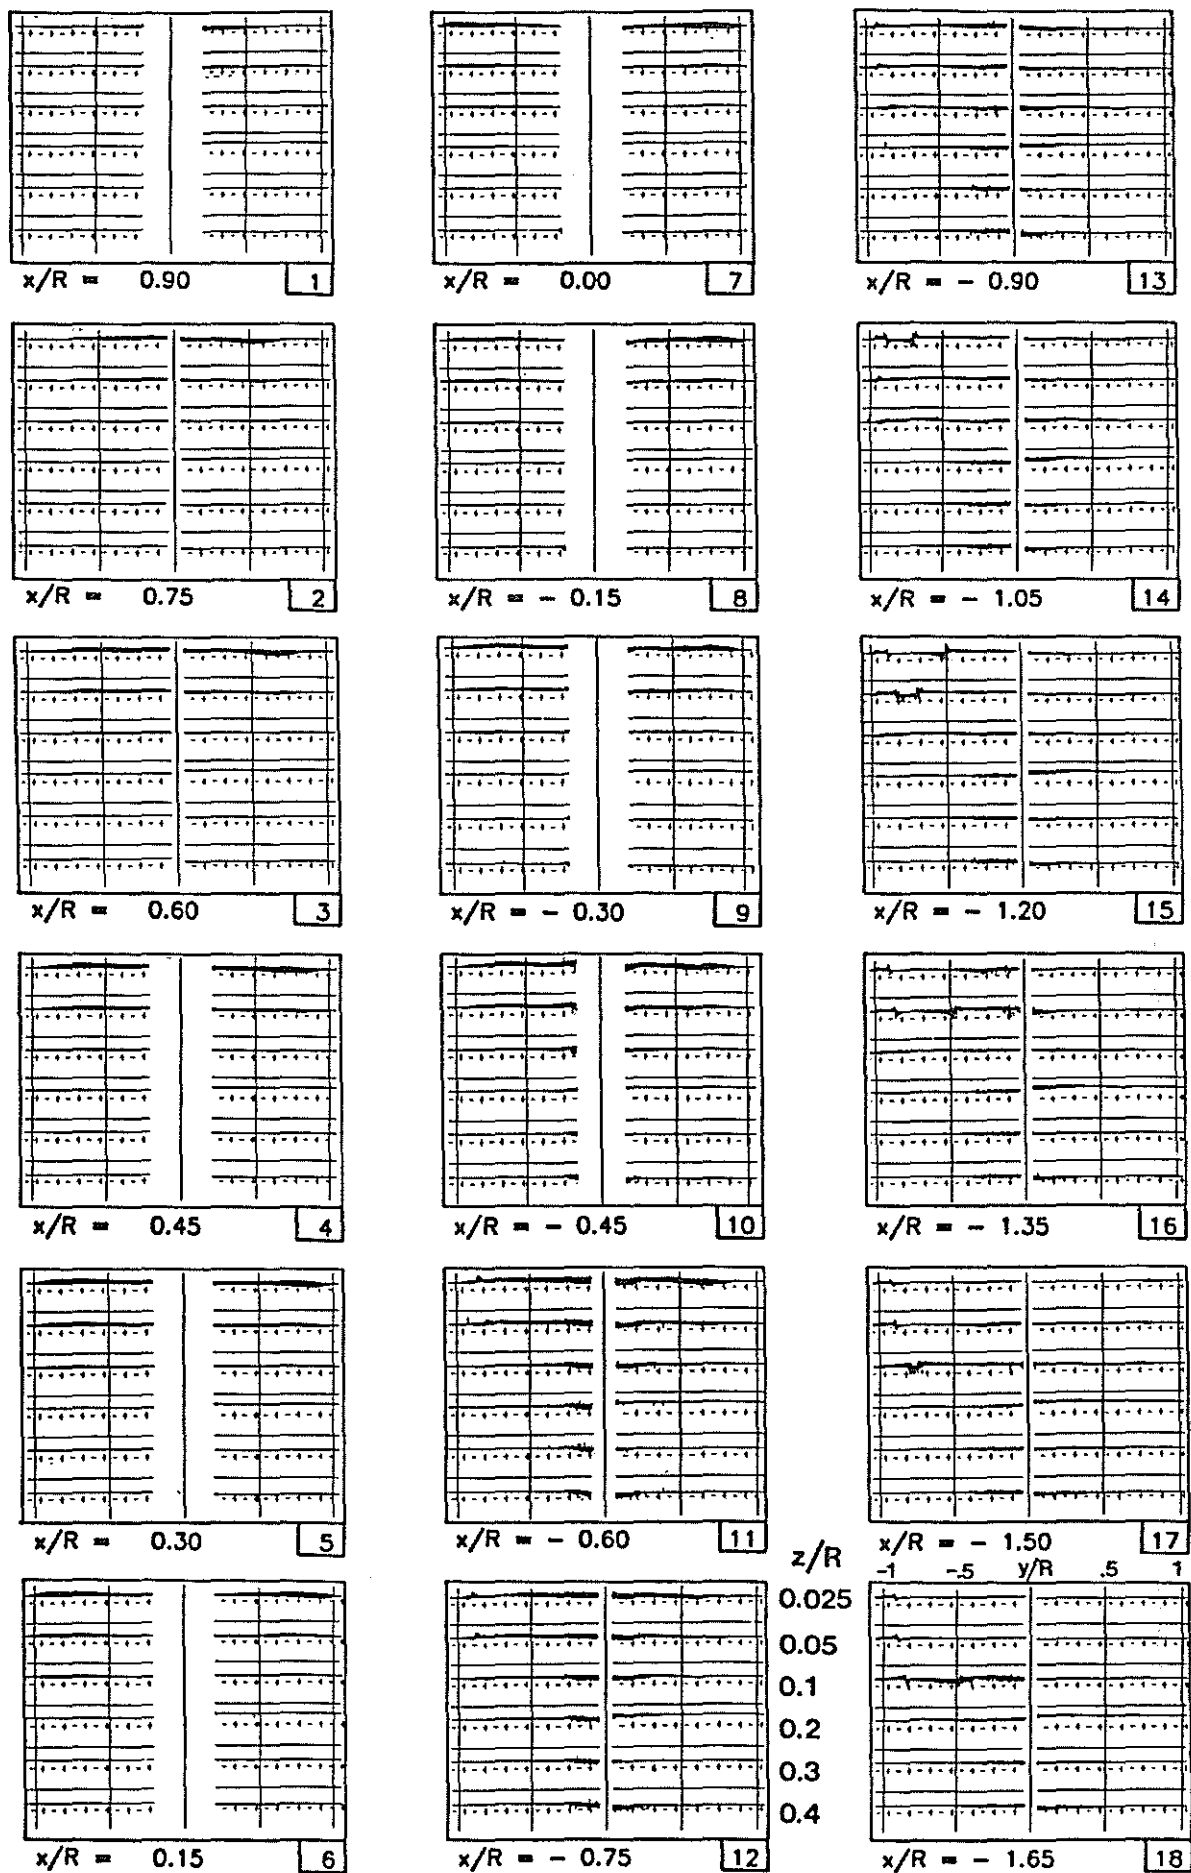 x/R = 0.90 1
x/R = 0.00 7
x/R = - 0.90 13
x/R = 0.75 2
x/R = - 0.15 8
x/R = - 1.05 14
x/R = 0.60 3
x/R = - 0.30 9
x/R = - 1.20 15
x/R = 0.45 4
x/R = - 0.45 10
x/R = - 1.35 16
x/R = 0.30 5
x/R = - 0.60 11
x/R = - 1.50 17
z/R
-1 -.5 y/R .5 1
0.025
0.05
0.1
0.2
0.3
0.4
x/R = 0.15 6
x/R = - 0.75 12
x/R = - 1.65 18